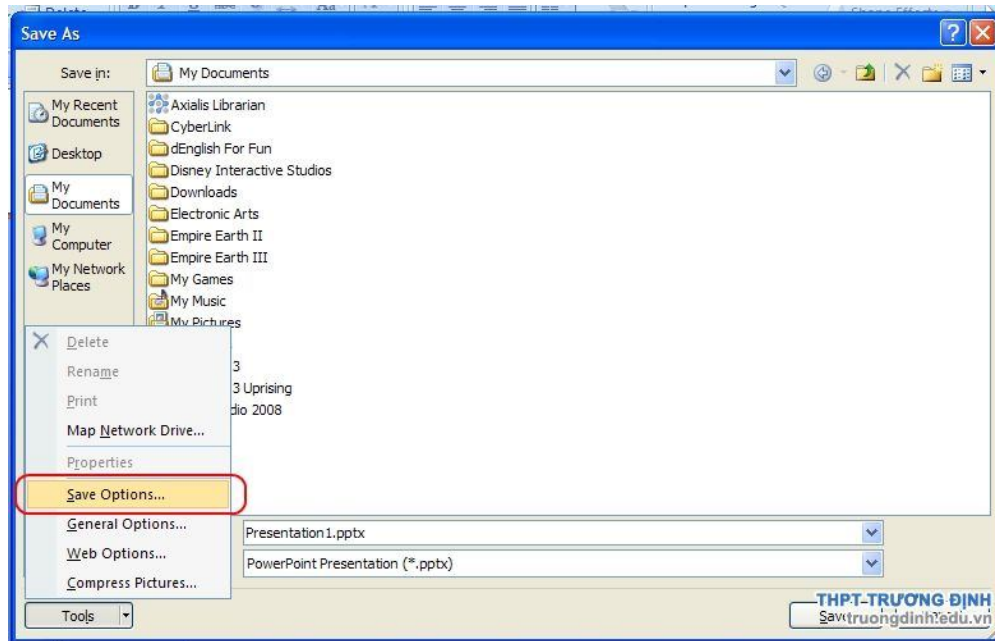 Delete
Save As
Save in:
My Documents
My Recent
Documents
Desktop
My
Documents
My
Computer
My Network
Places
Axialis Librarian
CyberLink
dEnglish For Fun
Disney Interactive Studios
Downloads
Electronic Arts
Empire Earth II
Empire Earth III
My Games
My Music
My Pictures
3
3 Uprising
dio 2008
Delete
Rename
Print
Map Network Drive...
Properties
Save Options...
General Options...
Web Options...
Compress Pictures...
Presentation1.pptx
PowerPoint Presentation (*.pptx)
Tools
THPT-TRƯƠNG ĐỊNH
Save
truongdinh.edu.vn